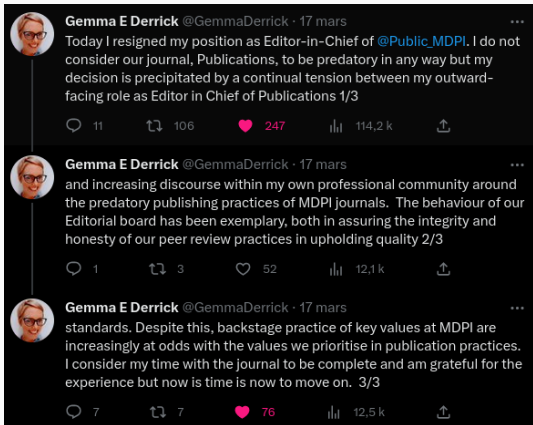 Gemma E Derrick @GemmaDerrick · 17 mars
Today I resigned my position as Editor-in-Chief of @Public_MDPI. I do not
consider our journal, Publications, to be predatory in any way but my
decision is precipitated by a continual tension between my outward-
facing role as Editor in Chief of Publications 1/3
11 106 247 114,2 k
Gemma E Derrick @GemmaDerrick · 17 mars
and increasing discourse within my own professional community around
the predatory publishing practices of MDPI journals.  The behaviour of our
Editorial board has been exemplary, both in assuring the integrity and
honesty of our peer review practices in upholding quality 2/3
1 3 52 12,1 k
Gemma E Derrick @GemmaDerrick · 17 mars
standards. Despite this, backstage practice of key values at MDPI are
increasingly at odds with the values we prioritise in publication practices.
I consider my time with the journal to be complete and am grateful for the
experience but now is time is now to move on.  3/3
7 7 76 12,5 k